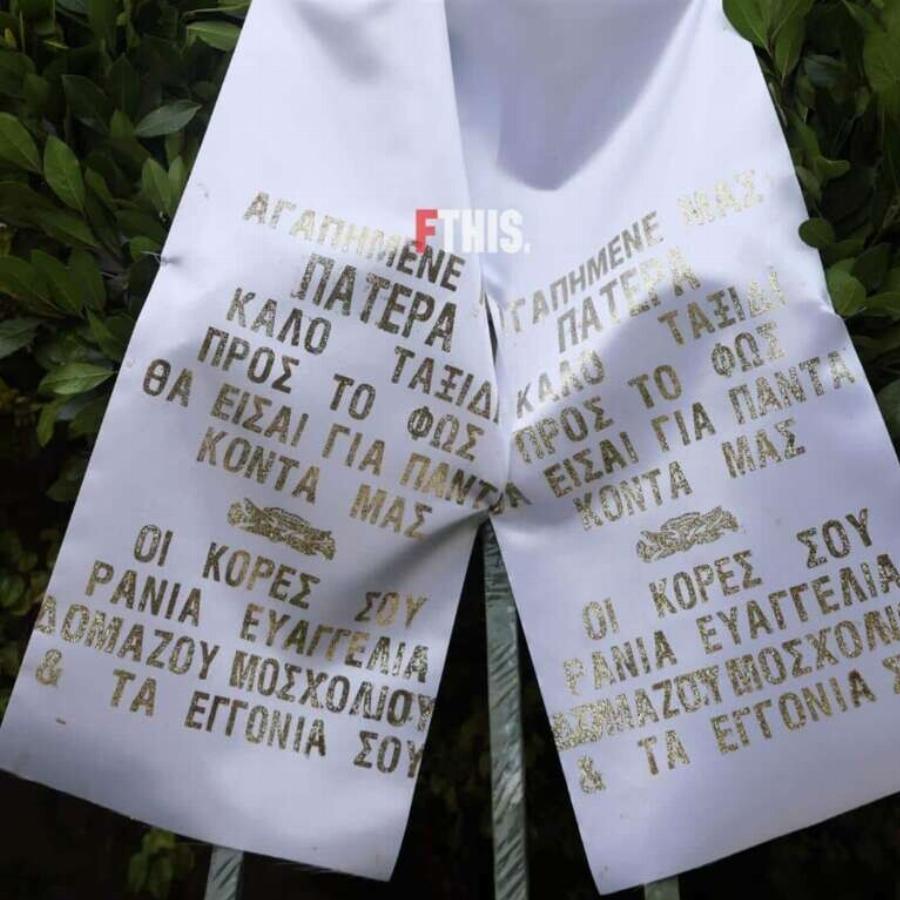 FTHIS.
ΑΓΑΠΗΜΕΝΕ
ΠΑΤΕΡΑ
ΚΑΛΟ ΤΑΞΙΔΙ
ΠΡΟΣ ΤΟ ΦΩΣ
ΘΑ ΕΙΣΑΙ ΓΙΑ ΠΑΝΤΑ
ΚΟΝΤΑ ΜΑΣ
ΟΙ ΚΟΡΕΣ ΣΟΥ
ΡΑΝΙΑ ΕΥΑΓΓΕΛΙΑ
ΔΟΜΑΖΟΥ ΜΟΣΧΟΛΙΟΥ
& ΤΑ ΕΓΓΟΝΙΑ ΣΟΥ
ΑΓΑΠΗΜΕΝΕ ΜΑΣ
ΠΑΤΕΡΑ
ΚΑΛΟ ΤΑΞΙΔΙ
ΠΡΟΣ ΤΟ ΦΩΣ
ΘΑ ΕΙΣΑΙ ΓΙΑ ΠΑΝΤΑ
ΚΟΝΤΑ ΜΑΣ
ΟΙ ΚΟΡΕΣ ΣΟΥ
ΡΑΝΙΑ ΕΥΑΓΓΕΛΙΑ
ΔΟΜΑΖΟΥ ΜΟΣΧΟΛΙΟΥ
& ΤΑ ΕΓΓΟΝΙΑ